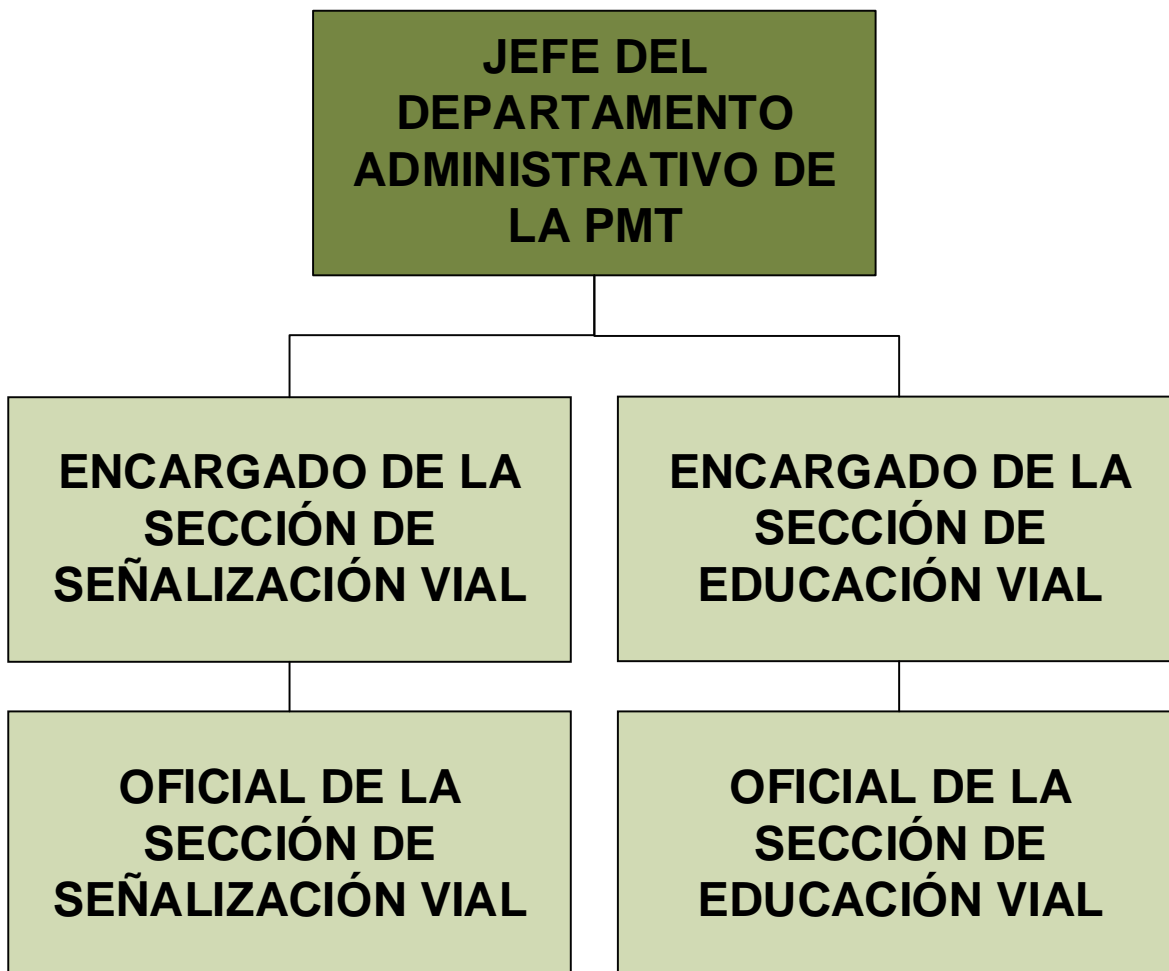 JEFE DEL
DEPARTAMENTO
ADMINISTRATIVO DE
LA PMT
ENCARGADO DE LA
SECCIÓN DE
SEÑALIZACIÓN VIAL
ENCARGADO DE LA
SECCIÓN DE
EDUCACIÓN VIAL
OFICIAL DE LA
SECCIÓN DE
SEÑALIZACIÓN VIAL
OFICIAL DE LA
SECCIÓN DE
EDUCACIÓN VIAL